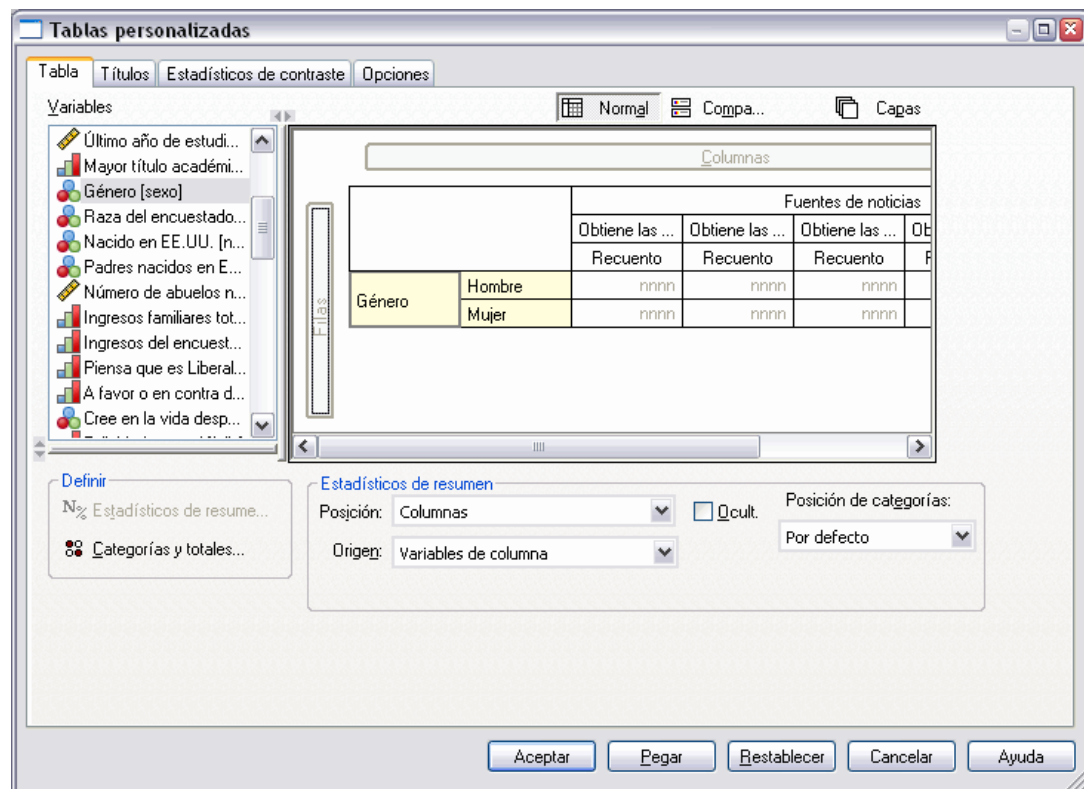 Tablas personalizadas
Tabla
Títulos
Estadísticos de contraste
Opciones
Variables
Normal
Compa...
Capas
Último año de estudi...
Mayor título académi...
Género [sexo]
Raza del encuestado...
Nacido en EE.UU. [n...
Padres nacidos en E...
Número de abuelos n...
Ingresos familiares tot...
Ingresos del encuest...
Piensa que es Liberal...
A favor o en contra d...
Cree en la vida desp...
Columnas
Filas
Fuentes de noticias
Obtiene las ... Obtiene las ... Obtiene las ... Ob
Recuento Recuento Recuento
Género
Hombre nnnn nnnn nnnn
Mujer nnnn nnnn nnnn
Definir
N% Estadísticos de resume...
Categorías y totales...
Estadísticos de resumen
Posición: Columnas
Ocult.
Posición de categorías:
Por defecto
Origen: Variables de columna
Aceptar
Pegar
Restablecer
Cancelar
Ayuda